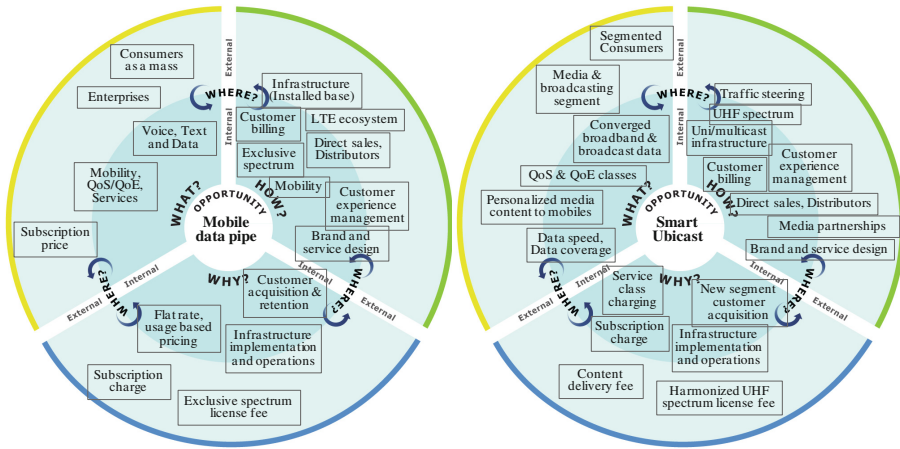 Consumers
as a mass
Enterprises
Voice, Text
and Data
Mobility,
QoS/QoE,
Services
Subscription
price
External
Internal
WHERE?
Infrastructure
(Installed base)
Customer
billing
LTE ecosystem
Exclusive
spectrum
Direct sales,
Distributors
Mobility
Customer
experience
management
Brand and
service design
WHAT?
OPPORTUNITY
HOW?
Mobile
data pipe
WHY?
Internal
External
WHERE?
Internal
External
WHERE?
Customer
acquisition &
retention
Flat rate,
usage based
pricing
Infrastructure
implementation
and operations
Subscription
charge
Exclusive spectrum
license fee
Segmented
Consumers
Media &
broadcasting
segment
Converged
broadband &
broadcast data
QoS & QoE classes
Personalized media
content to mobiles
Data speed,
Data coverage
External
Internal
WHERE?
Traffic steering
UHF spectrum
Uni/multicast
infrastructure
Customer
billing
Customer
experience
management
Direct sales, Distributors
Media partnerships
Brand and service design
WHAT?
OPPORTUNITY
HOW?
Smart
Ubicast
WHY?
Internal
External
WHERE?
Internal
External
WHERE?
Service
class
charging
New segment
customer
acquisition
Subscription
charge
Infrastructure
implementation
and operations
Content
delivery fee
Harmonized UHF
spectrum license fee